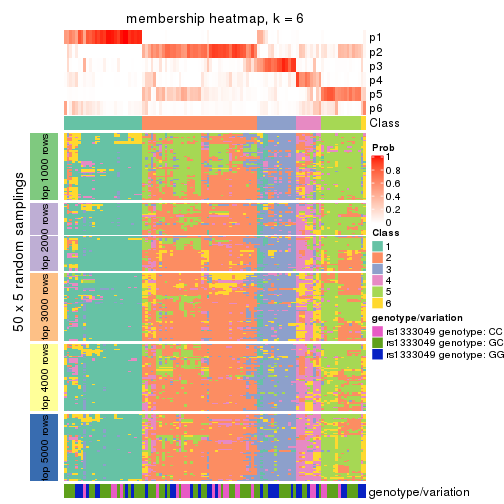 membership heatmap, k = 6
p1
p2
p3
p4
p5
p6
Class
50 x 5 random samplings
top 1000 rows
top 2000 rows
top 3000 rows
top 4000 rows
top 5000 rows
Prob
1
0.8
0.6
0.4
0.2
0
Class
1
2
3
4
5
6
genotype/variation
rs1333049 genotype: CC
rs1333049 genotype: GC
rs1333049 genotype: GG
genotype/variation